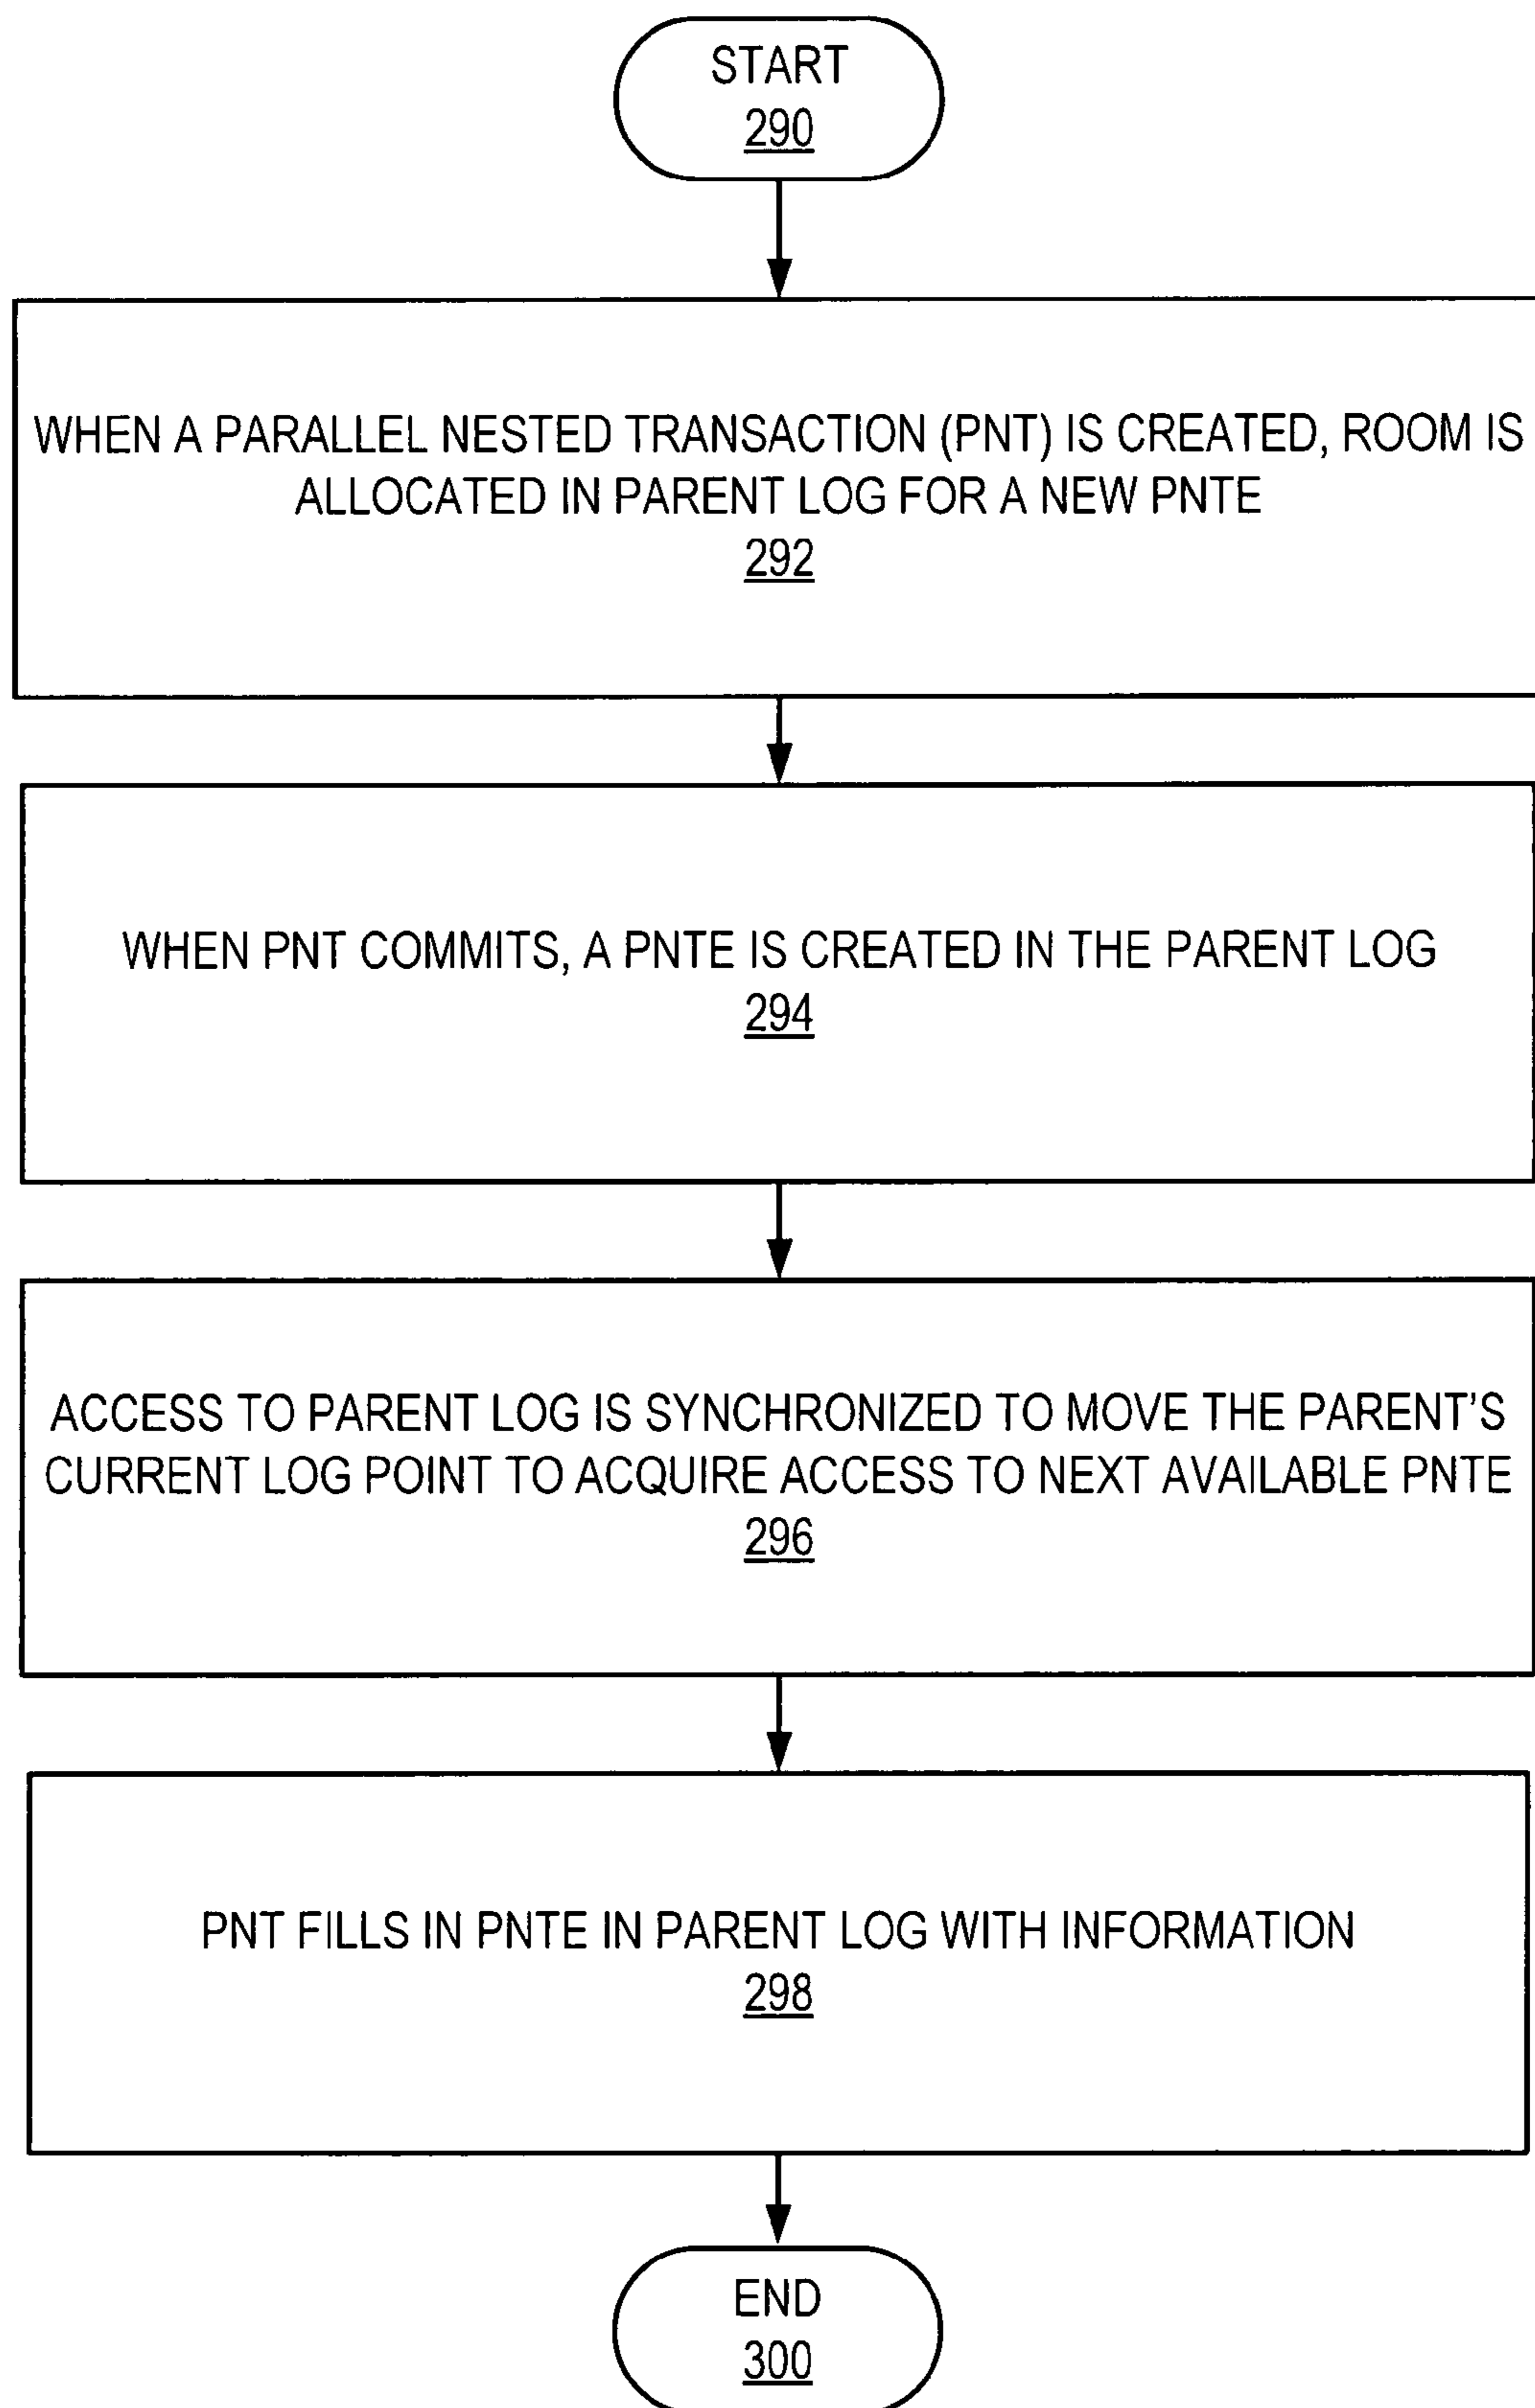 START
290
WHEN A PARALLEL NESTED TRANSACTION (PNT) IS CREATED, ROOM IS
ALLOCATED IN PARENT LOG FOR A NEW PNTE
292
WHEN PNT COMMITS, A PNTE IS CREATED IN THE PARENT LOG
294
ACCESS TO PARENT LOG IS SYNCHRONIZED TO MOVE THE PARENT'S
CURRENT LOG POINT TO ACQUIRE ACCESS TO NEXT AVAILABLE PNTE
296
PNT FILLS IN PNTE IN PARENT LOG WITH INFORMATION
298
END
300